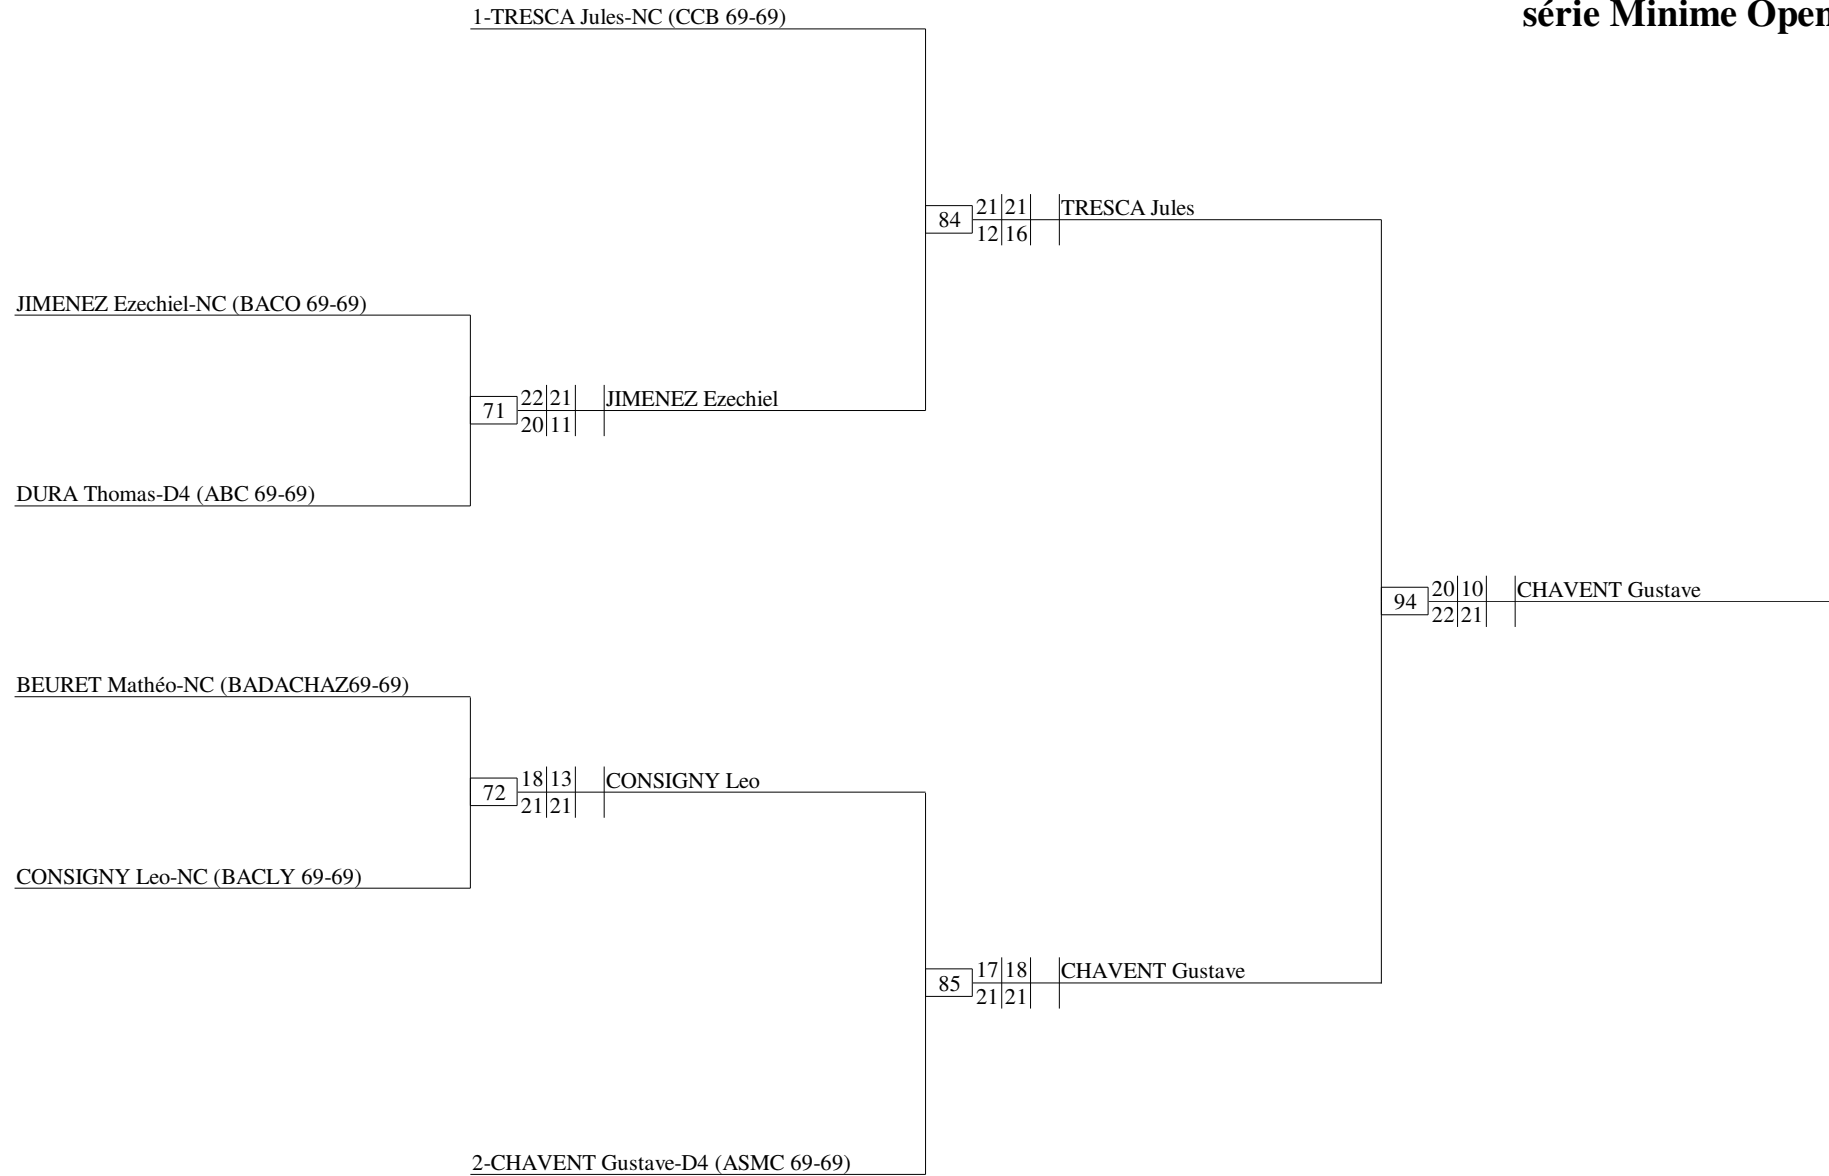 1-TRESCA Jules-NC (CCB 69-69)
série Minime Open
84 21 21 TRESCA Jules
12 16
JIMENEZ Ezechiel-NC (BACO 69-69)
71 22 21 JIMENEZ Ezechiel
20 11
DURA Thomas-D4 (ABC 69-69)
94 20 10 CHAVENT Gustave
22 21
BEURET Mathéo-NC (BADACHAZ69-69)
72 18 13 CONSIGNY Leo
21 21
CONSIGNY Leo-NC (BACLY 69-69)
85 17 18 CHAVENT Gustave
21 21
2-CHAVENT Gustave-D4 (ASMC 69-69)